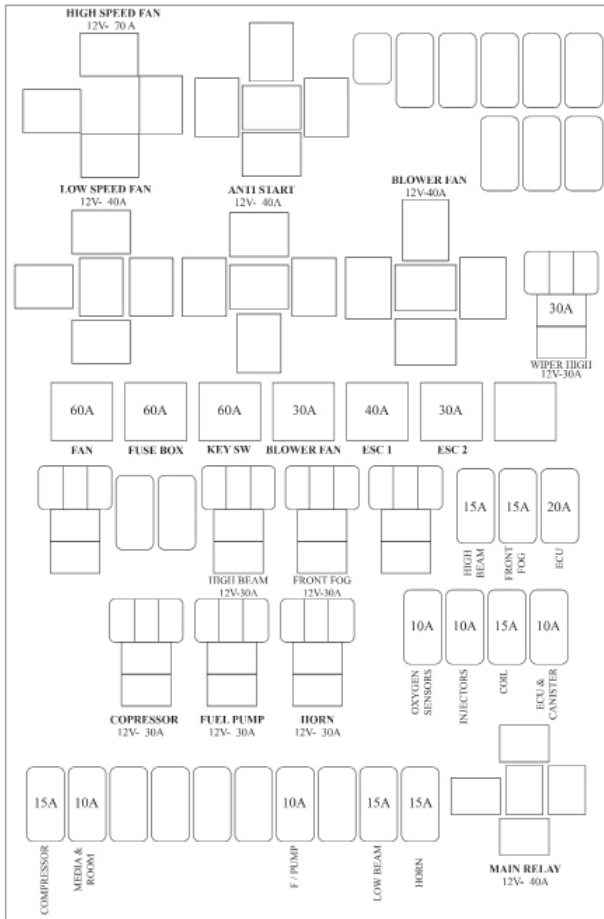 HIGH SPEED FAN
12V- 70 A
LOW SPEED FAN
12V- 40A
ANTI START
12V- 40A
BLOWER FAN
12V-40A
30A
WIPER HIGH
12V-30A
60A
60A
60A
30A
40A
30A
FAN
FUSE BOX
KEY SW
BLOWER FAN
ESC 1
ESC 2
15A
15A
20A
HIGH
BEAM
FRONT
FOG
ECU
HIGH BEAM
12V-30A
FRONT FOG
12V-30A
10A
10A
15A
10A
OXYGEN
SENSORS
INJECTORS
COIL
ECU &
CANISTER
COPRESSOR
12V- 30A
FUEL PUMP
12V- 30A
HORN
12V- 30A
15A
10A
10A
15A
15A
COMPRESSOR
MEDIA &
ROOM
F / PUMP
LOW BEAM
HORN
MAIN RELAY
12V- 40A